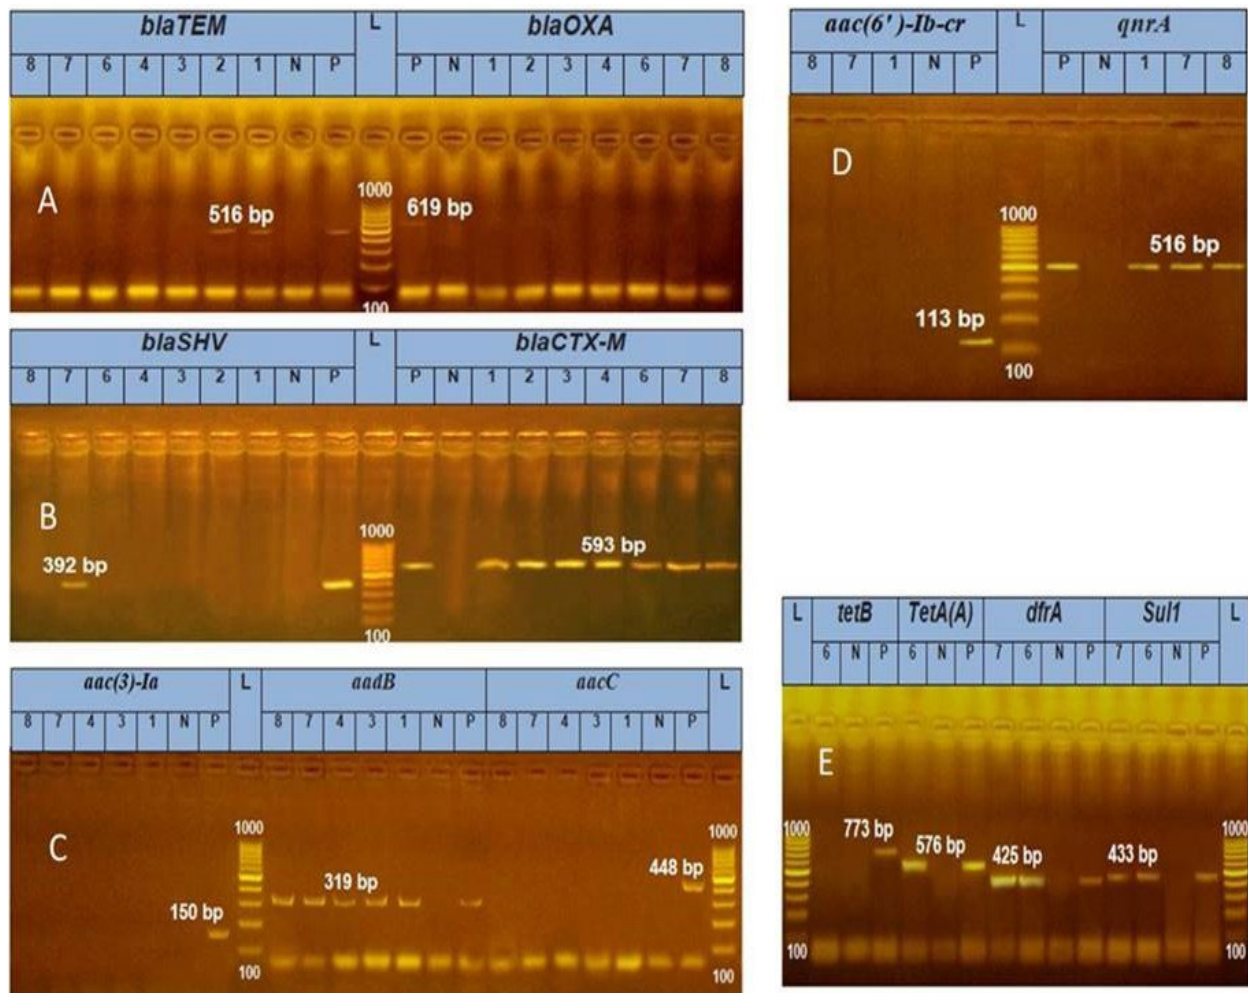 blaTEM L blaOXA
8 7 6 4 3 2 1 N P P N 1 2 3 4 6 7 8
A
1000
516 bp
619 bp
100
blaSHV L blaCTX-M
8 7 6 4 3 2 1 N P P N 1 2 3 4 6 7 8
B
1000
593 bp
392 bp
100
aac(3)-Ia L aadB aacC L
8 7 4 3 1 N P 8 7 4 3 1 N P 8 7 4 3 1 N P
C
1000
1000
319 bp
448 bp
150 bp
100
100
aac(6')-Ib-cr L qnrA
8 7 1 N P P N 1 7 8
D
1000
516 bp
113 bp
100
L tetB TetA(A) dfrA Sul1 L
6 N P 6 N P 7 6 N P 7 6 N P
E
1000
773 bp
576 bp
425 bp
433 bp
1000
100
100